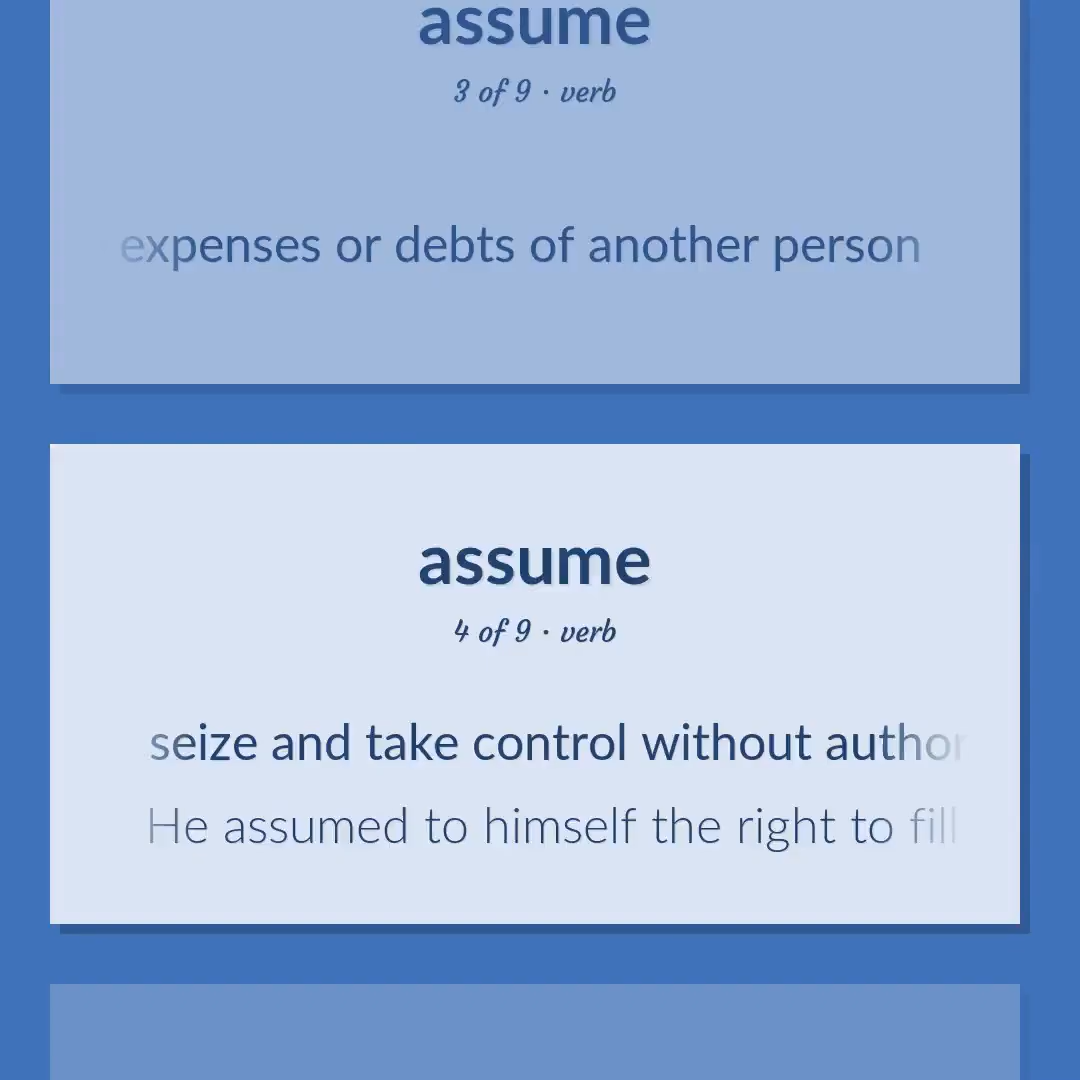 assume
3 of 9 · verb
expenses or debts of another person
assume
4 of 9 · verb
seize and take control without author
He assumed to himself the right to fill